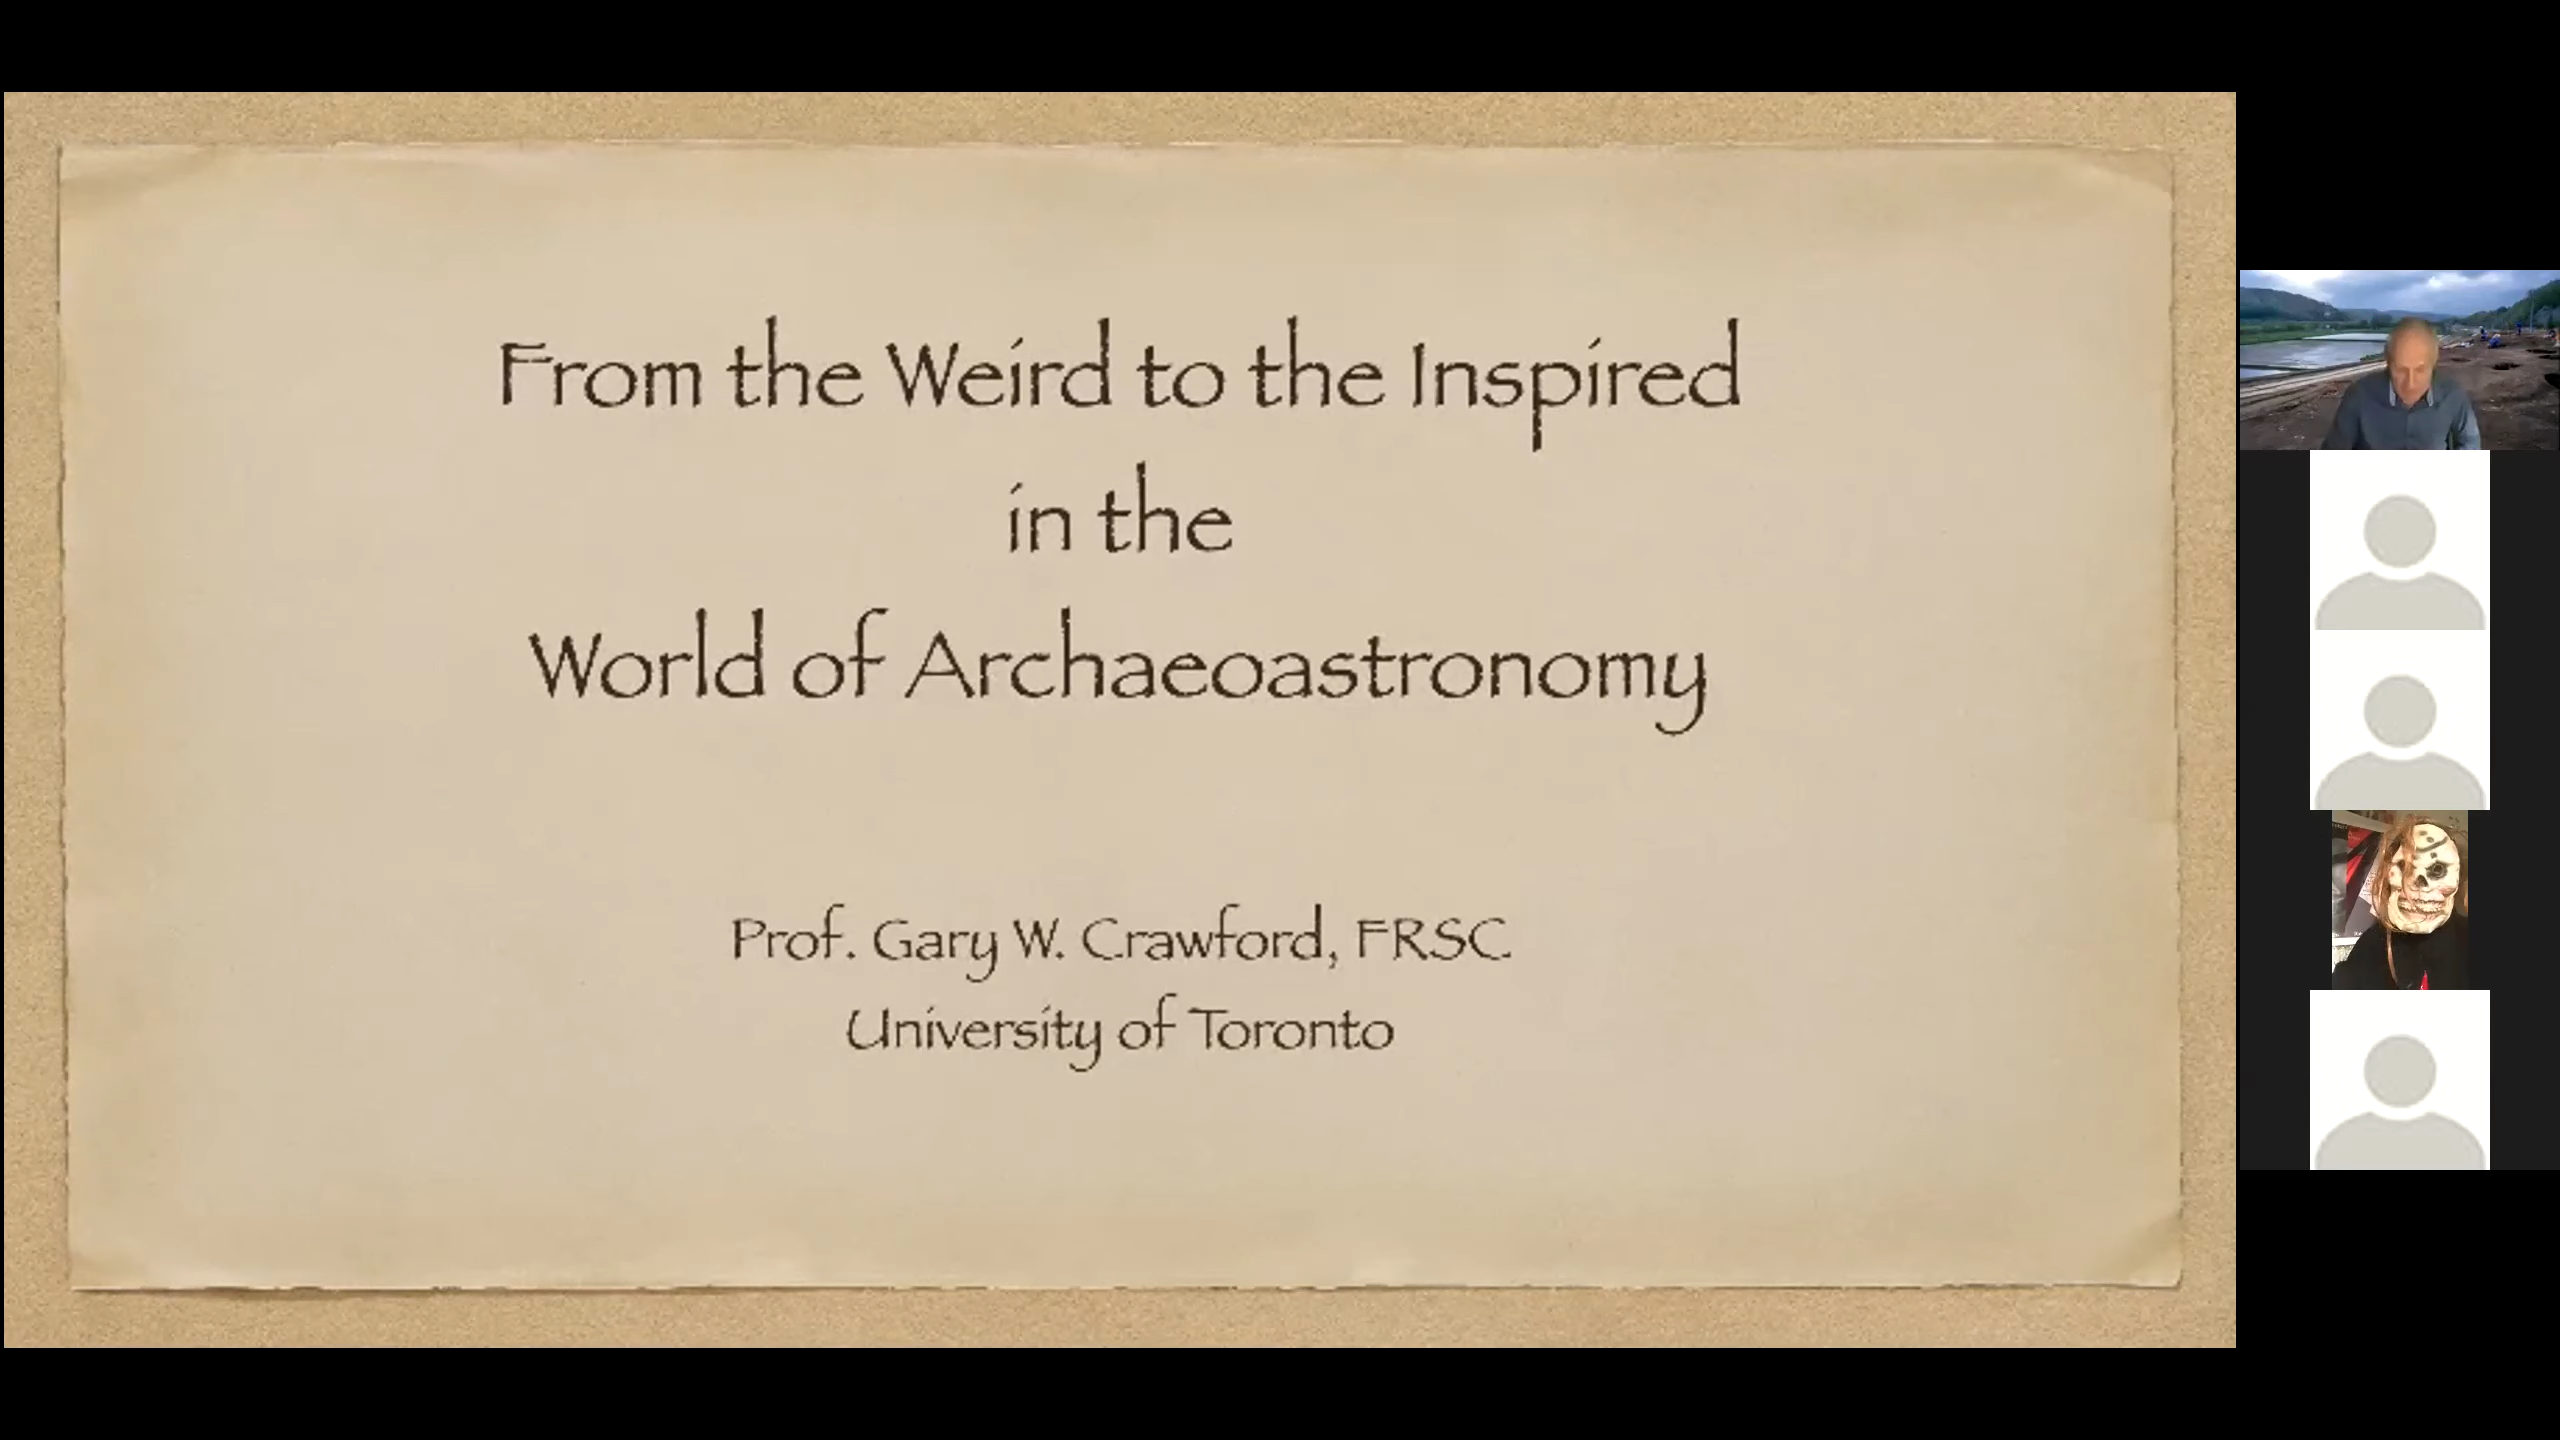 From the Weird to the Inspired
in the
World of Archaeoastronomy
Prof. Gary W. Crawford, FRSC
University of Toronto